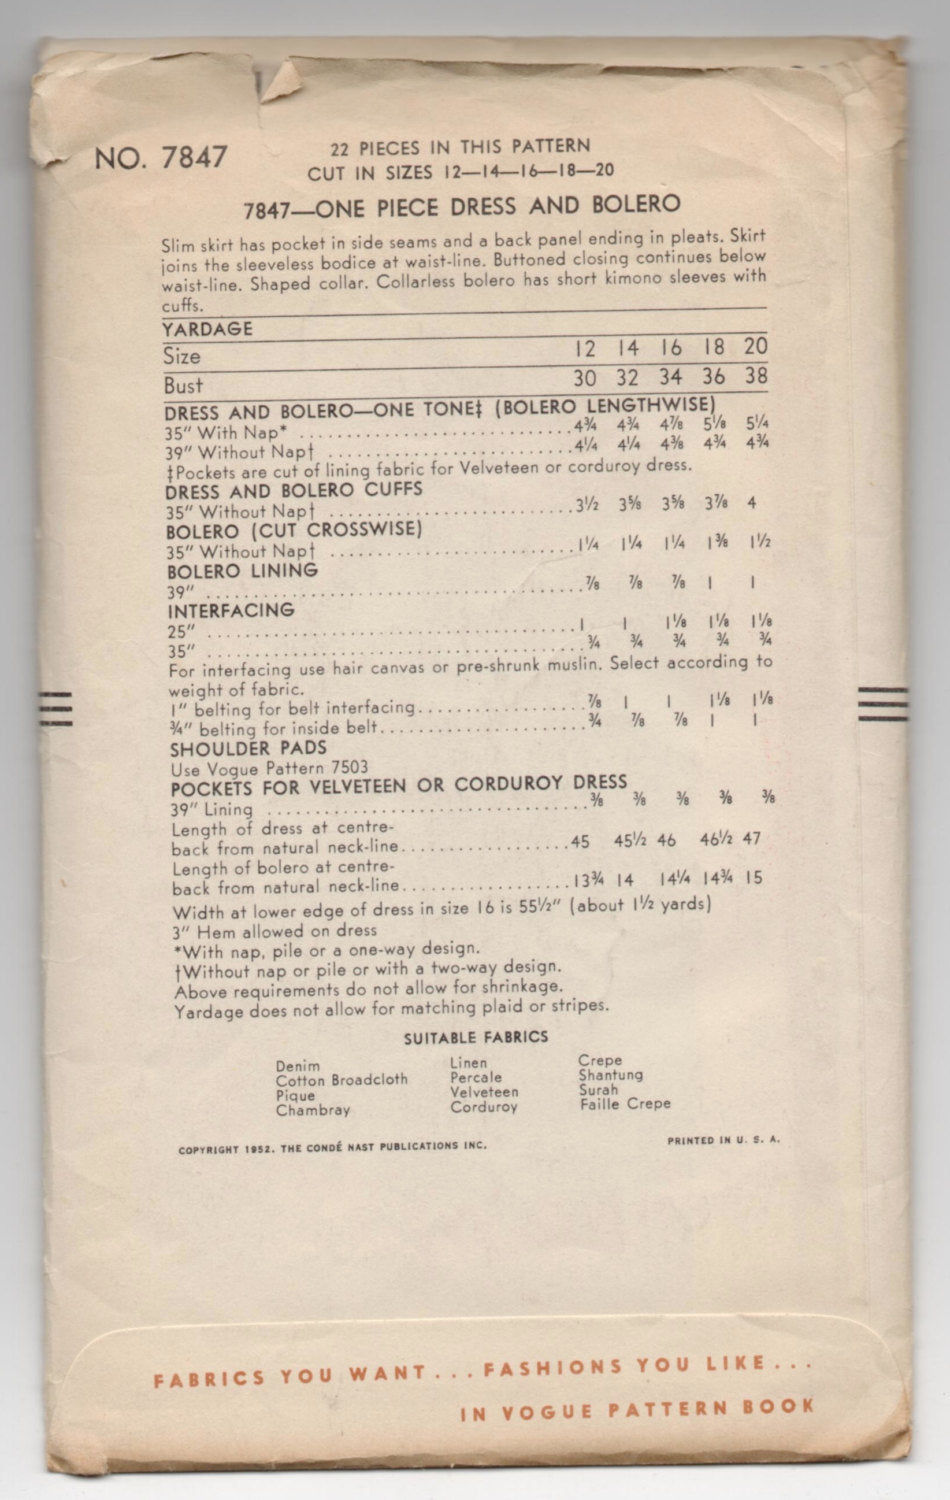 NO. 7847
22 PIECES IN THIS PATTERN
CUT IN SIZES 12—14—16—18—20
7847—ONE PIECE DRESS AND BOLERO
Slim skirt has pocket in side seams and a back panel ending in pleats. Skirt
joins the sleeveless bodice at waist-line. Buttoned closing continues below
waist-line. Shaped collar. Collarless bolero has short kimono sleeves with
cuffs.
YARDAGE
Size 12 14 16 18 20
Bust 30 32 34 36 38
DRESS AND BOLERO—ONE TONE‡ (BOLERO LENGTHWISE)
35" With Nap* ............................4¾ 4¾ 4⅞ 5⅛ 5¼
39" Without Nap† .........................4¼ 4¼ 4⅜ 4¾ 4¾
‡Pockets are cut of lining fabric for Velveteen or corduroy dress.
DRESS AND BOLERO CUFFS
35" Without Nap† .........................3½ 3⅝ 3⅝ 3⅞ 4
BOLERO (CUT CROSSWISE)
35" Without Nap† .........................1¼ 1¼ 1¼ 1⅜ 1½
BOLERO LINING
39" ......................................⅞ ⅞ ⅞ 1 1
INTERFACING
25" ......................................1 1 1⅛ 1⅛ 1⅛
35" ......................................¾ ¾ ¾ ¾ ¾
For interfacing use hair canvas or pre-shrunk muslin. Select according to
weight of fabric.
1" belting for belt interfacing.................⅞ 1 1 1⅛ 1⅛
¾" belting for inside belt.....................¾ ⅞ ⅞ 1 1
SHOULDER PADS
Use Vogue Pattern 7503
POCKETS FOR VELVETEEN OR CORDUROY DRESS
39" Lining ................................⅜ ⅜ ⅜ ⅜ ⅜
Length of dress at centre-
back from natural neck-line.................45 45½ 46 46½ 47
Length of bolero at centre-
back from natural neck-line.................13¾ 14 14¼ 14¾ 15
Width at lower edge of dress in size 16 is 55½" (about 1½ yards)
3" Hem allowed on dress
*With nap, pile or a one-way design.
†Without nap or pile or with a two-way design.
Above requirements do not allow for shrinkage.
Yardage does not allow for matching plaid or stripes.
SUITABLE FABRICS
Denim Linen Crepe
Cotton Broadcloth Percale Shantung
Pique Velveteen Surah
Chambray Corduroy Faille Crepe
COPYRIGHT 1952. THE CONDÉ NAST PUBLICATIONS INC. PRINTED IN U. S. A.
FABRICS YOU WANT...FASHIONS YOU LIKE...
IN VOGUE PATTERN BOOK